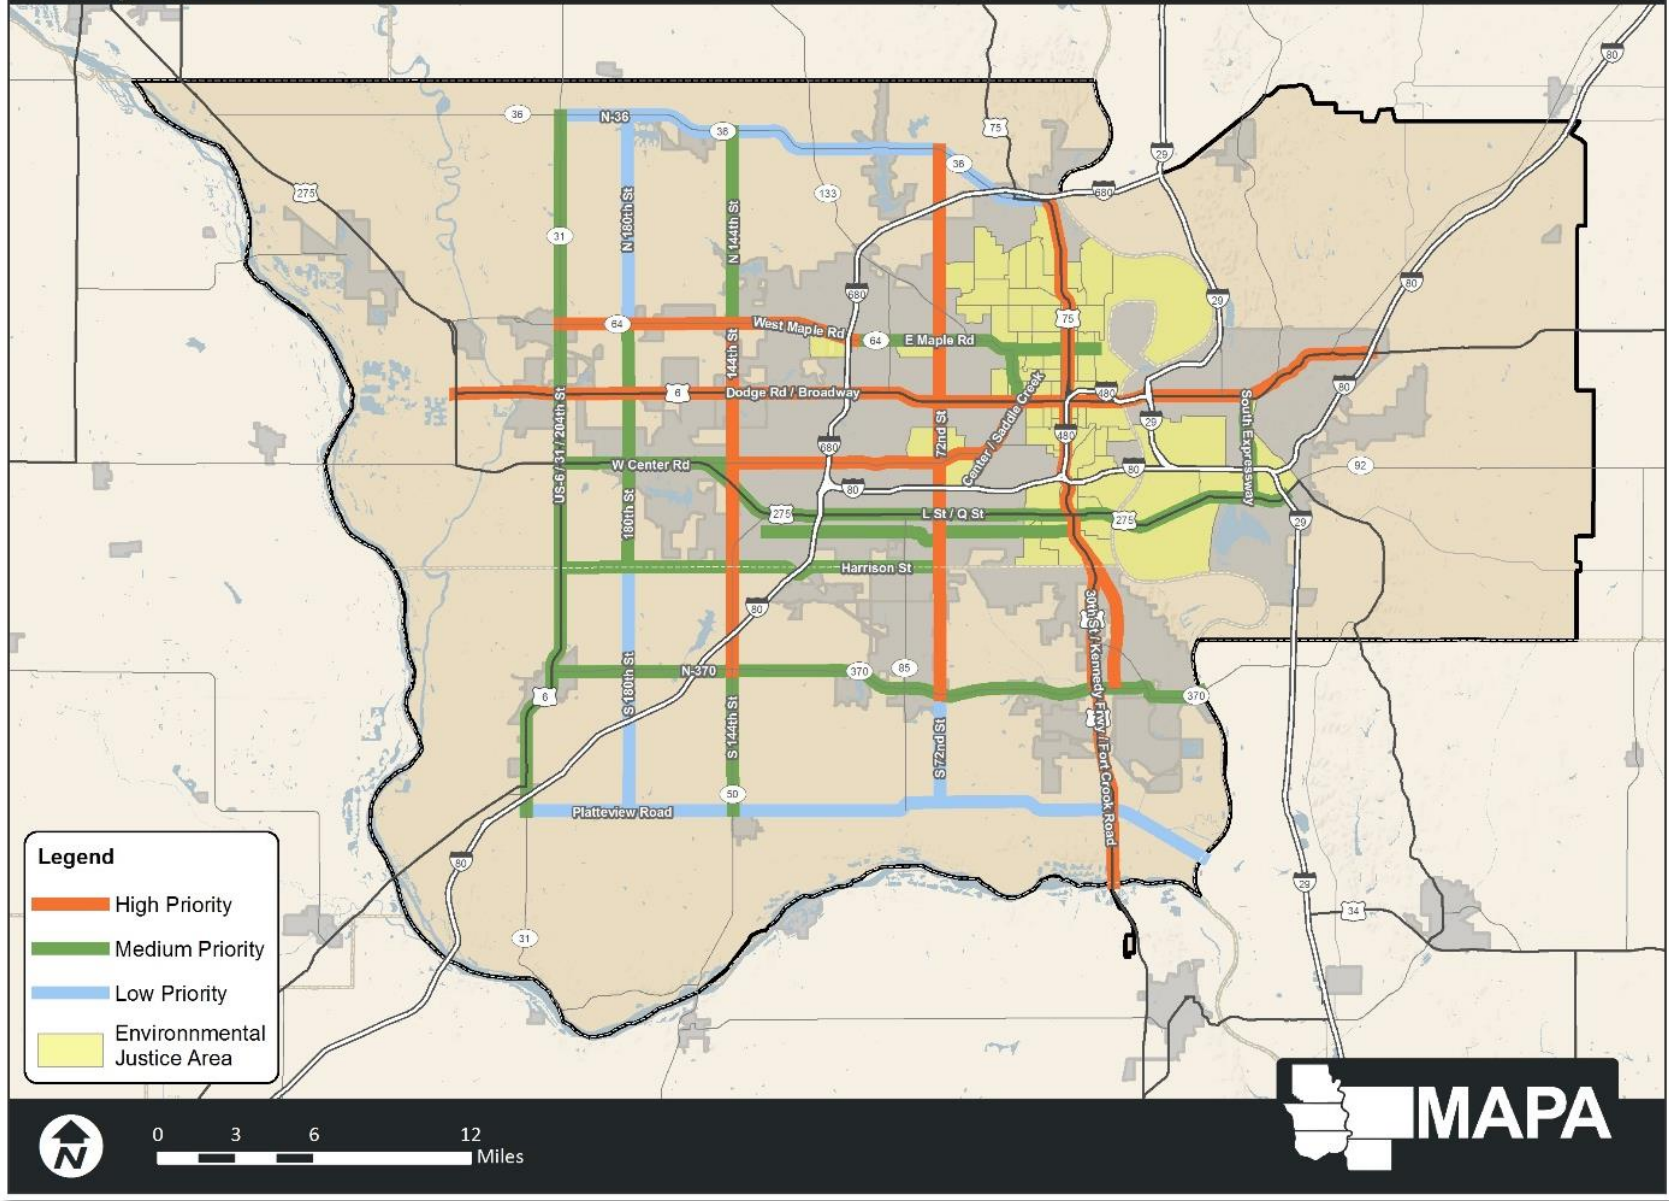 36
N-36
36
75
36
29
80
680
275
133
N 180th St
N 144th St
31
680
29
80
64
West Maple Rd
64
E Maple Rd
75
144th St
6
Dodge Rd / Broadway
480
80
29
US-6 / 31 / 204th St
72nd St
Center / Saddle Creek
South Expressway
480
680
W Center Rd
80
80
92
180th St
275
L St / Q St
275
29
Harrison St
80
30th St / Kennedy Frwy / Fort Crook Road
N-370
370
85
370
6
S 180th St
S 144th St
S 72nd St
50
Platteview Road
80
29
34
31
Legend
High Priority
Medium Priority
Low Priority
Environnmental
Justice Area
N
0 3 6 12
Miles
MAPA